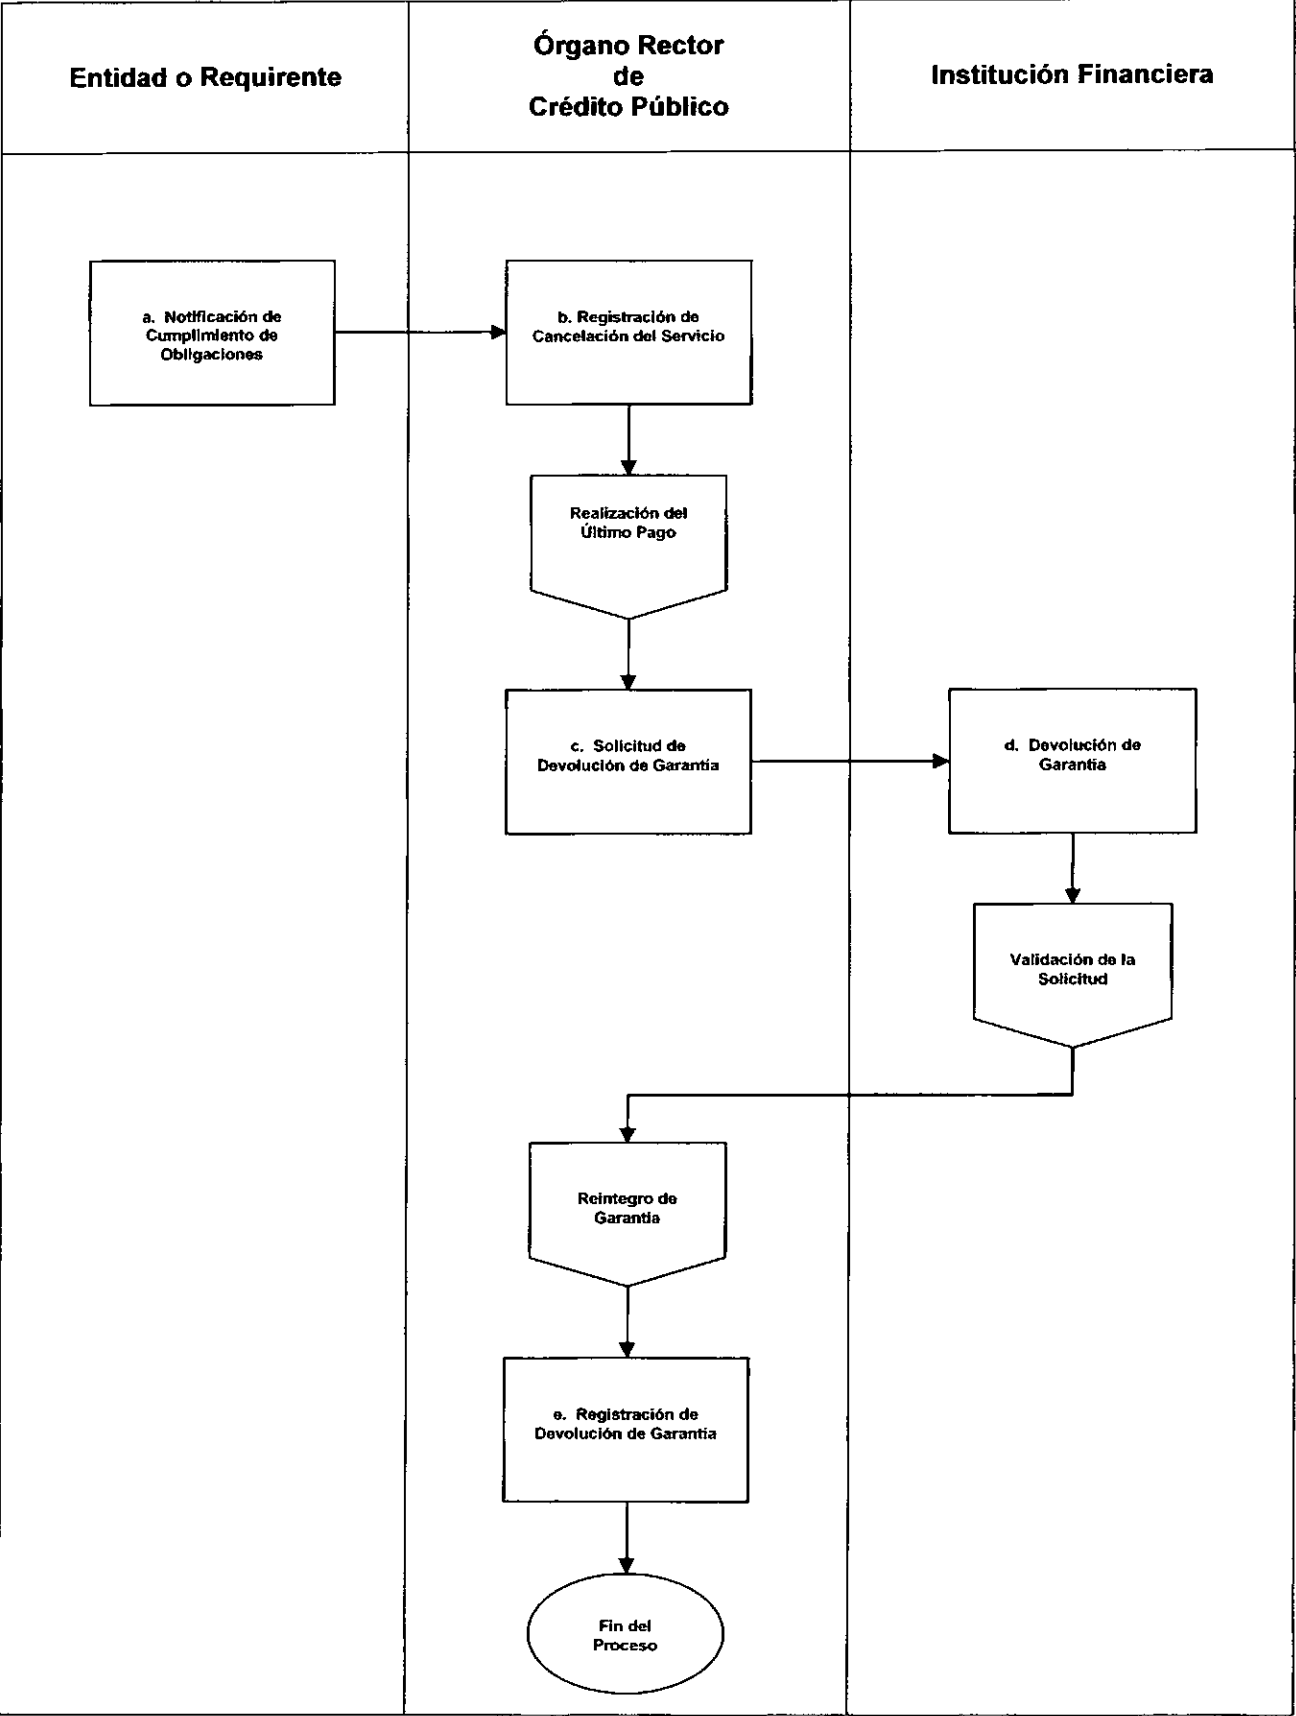 Entidad o Requirente
Órgano Rector
de
Crédito Público
Institución Financiera
a. Notificación de
Cumplimiento de
Obligaciones
b. Registración de
Cancelación del Servicio
Realización del
Último Pago
c. Solicitud de
Devolución de Garantía
d. Devolución de
Garantía
Validación de la
Solicitud
Reintegro de
Garantía
e. Registración de
Devolución de Garantía
Fin del
Proceso